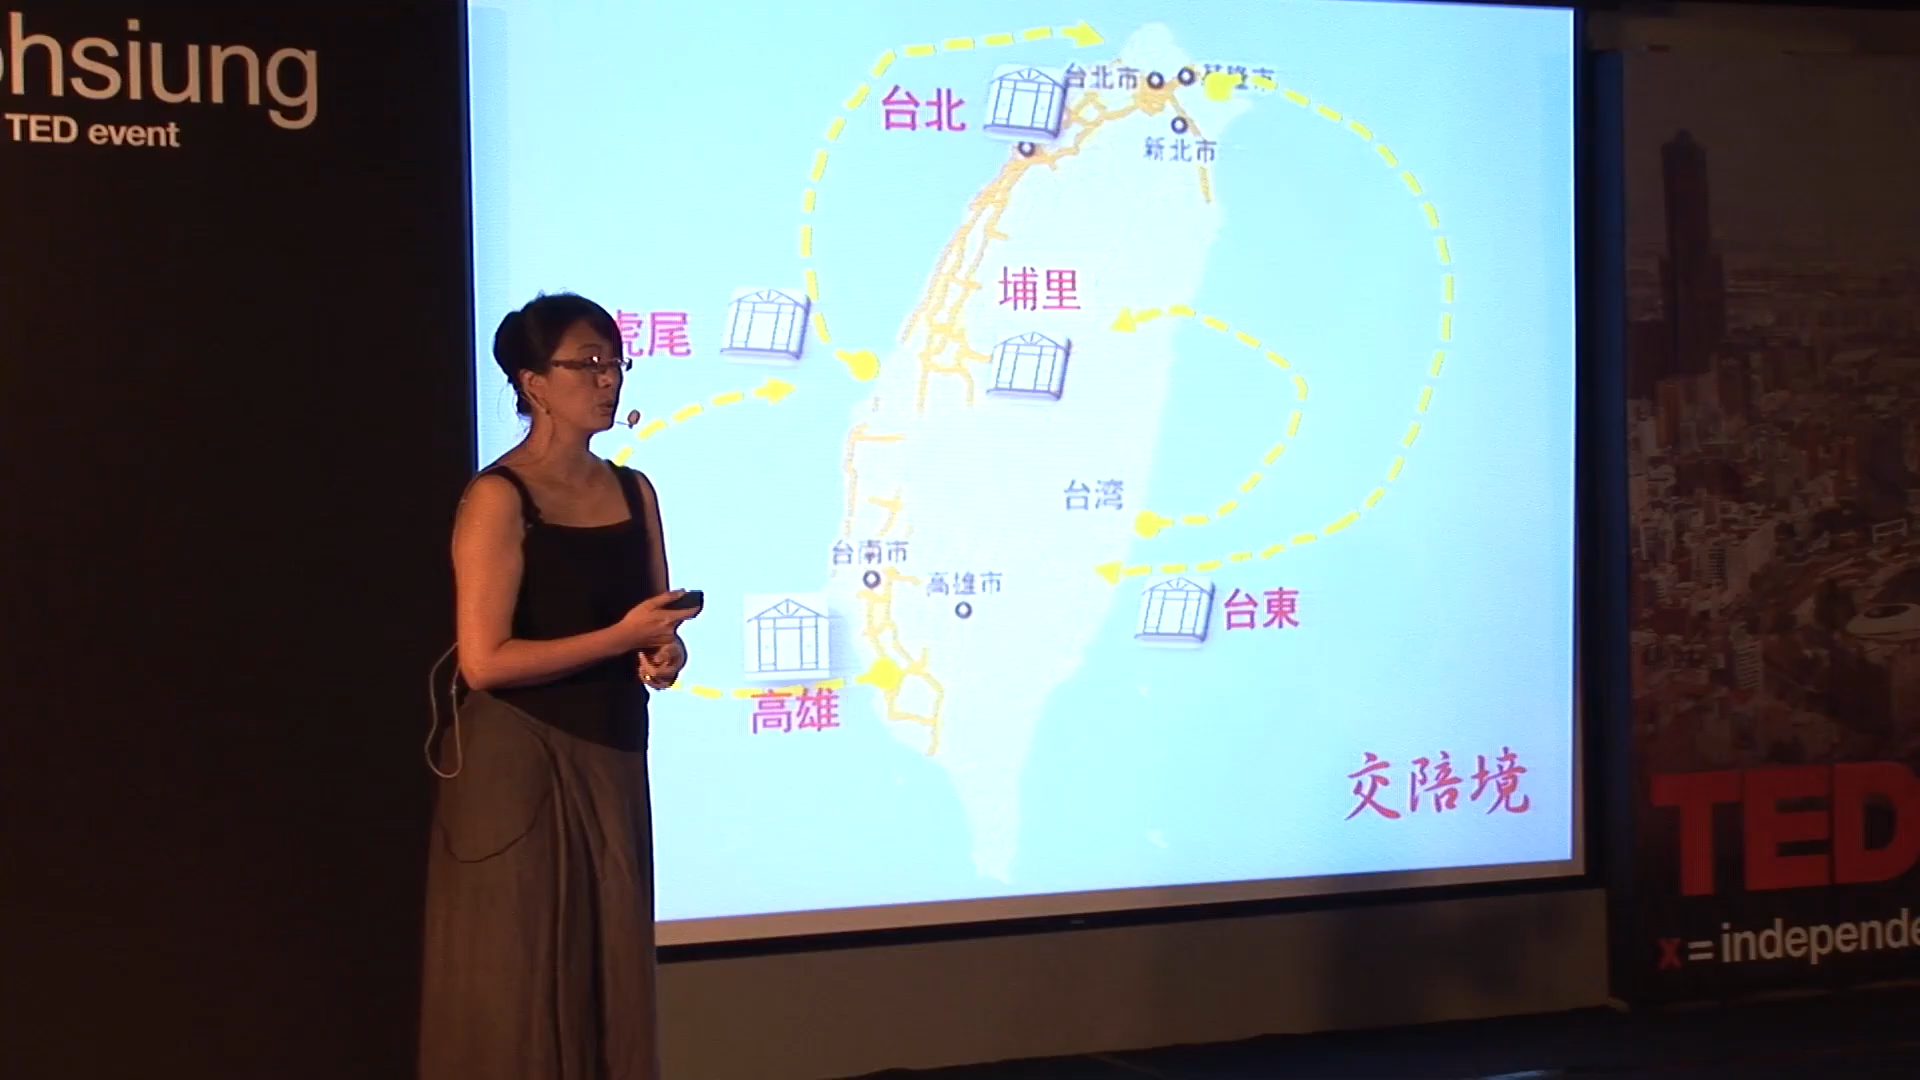 ohsiung
TED event
台北市
台北
新北市
埔里
虎尾
台湾
台南市
高雄市
台東
高雄
交陪境
TED
x = independe